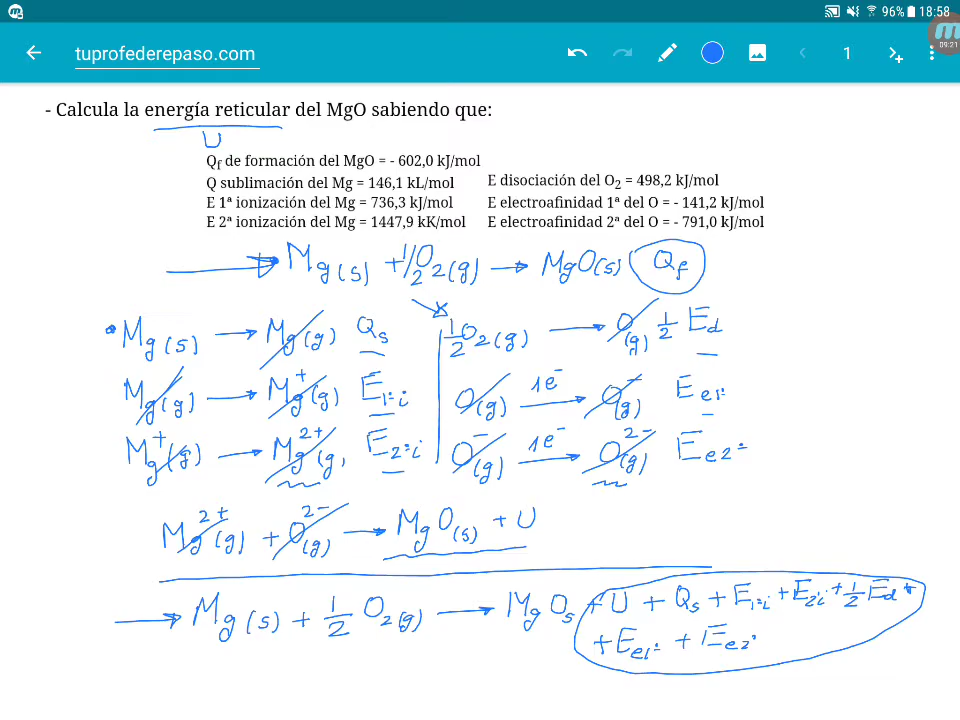 96% 18:58
09:21
tuprofederepaso.com 1
- Calcula la energía reticular del MgO sabiendo que:
U
Qf de formación del MgO = - 602,0 kJ/mol
Q sublimación del Mg = 146,1 kL/mol E disociación del O2 = 498,2 kJ/mol
E 1ª ionización del Mg = 736,3 kJ/mol E electroafinidad 1ª del O = - 141,2 kJ/mol
E 2ª ionización del Mg = 1447,9 kK/mol E electroafinidad 2ª del O = - 791,0 kJ/mol
→ Mg(s) + 1/2 O2(g) → MgO(s) Qf
Mg(s) → Mg(g) Qs 1/2 O2(g) → O(g) 1/2 Ed
Mg(g) → Mg+(g) E1ªi O(g) 1e-→ O-(g) Ee1ª
Mg+(g) → Mg2+(g) E2ªi O-(g) 1e-→ O2-(g) Ee2ª
Mg2+(g) + O2-(g) → MgO(s) + U
→ Mg(s) + 1/2 O2(g) → MgOs + U + Qs + E1ªi + E2ªi + 1/2 Ed +
+ Ee1ª + Ee2ª